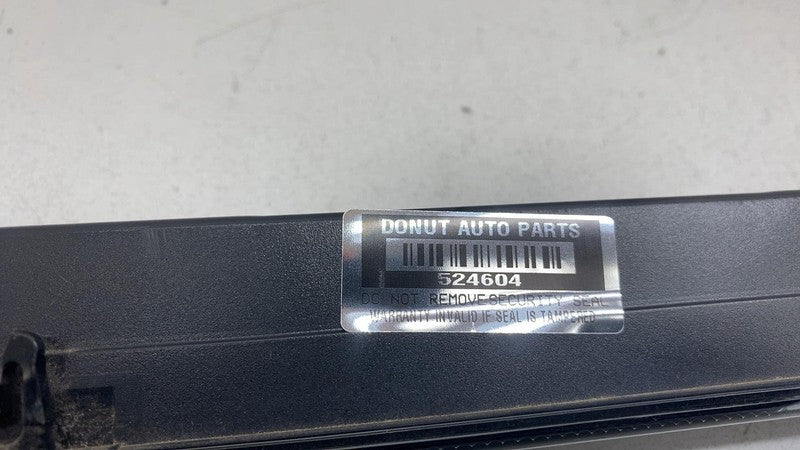 DONUT AUTO PARTS
524604
DO NOT REMOVE SECURITY SEAL
WARRANTY INVALID IF SEAL IS TAMPERED